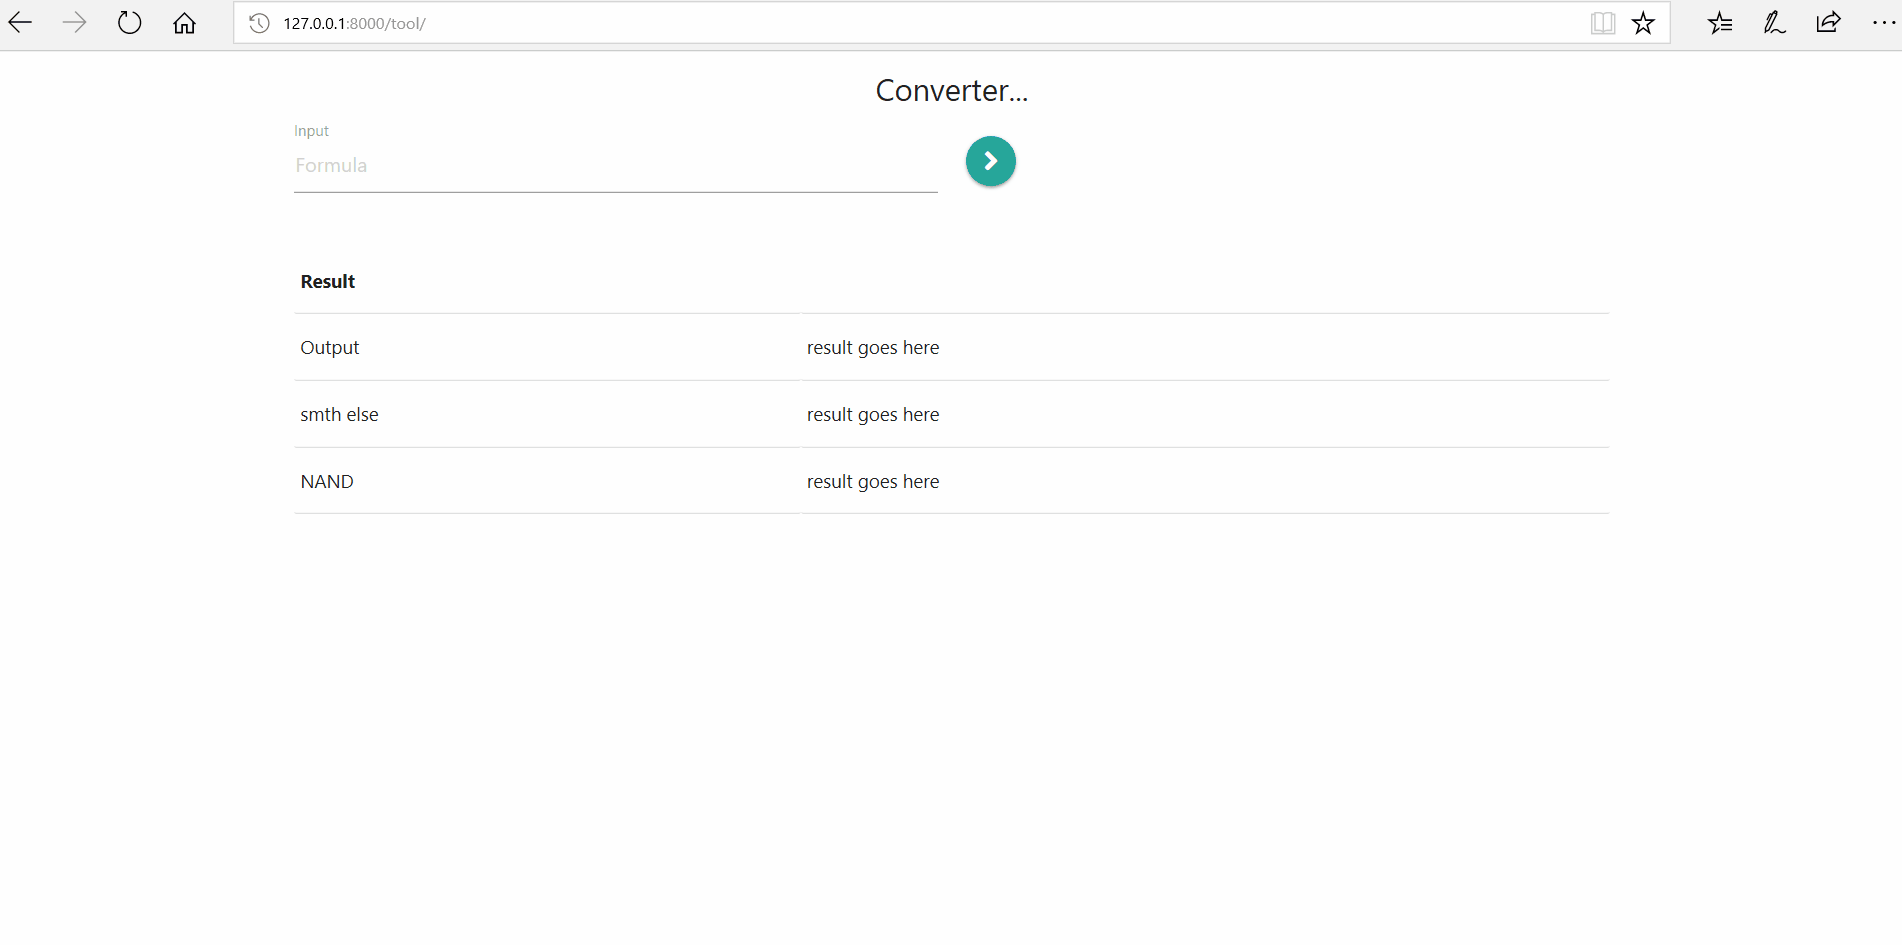 127.0.0.1:8000/tool/
Converter...
Input
Formula
Result
Output result goes here
smth else result goes here
NAND result goes here